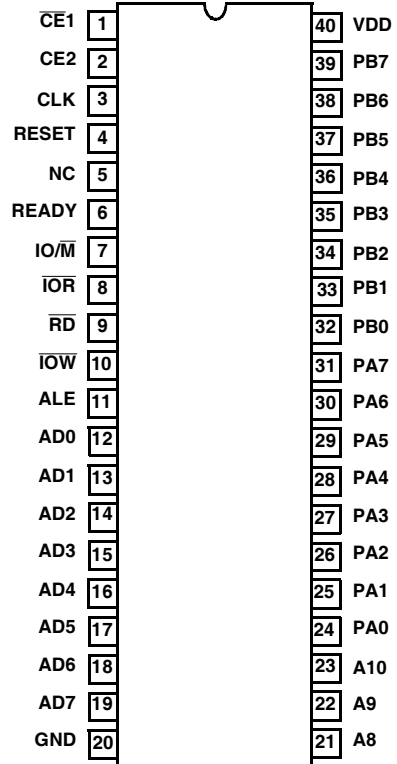 C̅E̅1 1 40 VDD
CE2 2 39 PB7
CLK 3 38 PB6
RESET 4 37 PB5
NC 5 36 PB4
READY 6 35 PB3
IO/M̅ 7 34 PB2
I̅O̅R̅ 8 33 PB1
R̅D̅ 9 32 PB0
I̅O̅W̅ 10 31 PA7
ALE 11 30 PA6
AD0 12 29 PA5
AD1 13 28 PA4
AD2 14 27 PA3
AD3 15 26 PA2
AD4 16 25 PA1
AD5 17 24 PA0
AD6 18 23 A10
AD7 19 22 A9
GND 20 21 A8